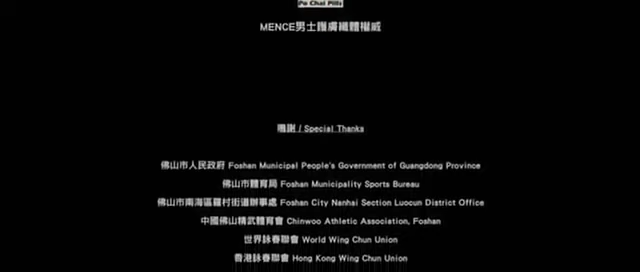 Po Chai Pills
MENCE男士護膚纖體權威
鳴謝 / Special Thanks
佛山市人民政府 Foshan Municipal People's Government of Guangdong Province
佛山市體育局 Foshan Municipality Sports Bureau
佛山市南海區羅村街道辦事處 Foshan City Nanhai Section Luocun District Office
中國佛山精武體育會 Chinwoo Athletic Association, Foshan
世界詠春聯會 World Wing Chun Union
香港詠春聯會 Hong Kong Wing Chun Union